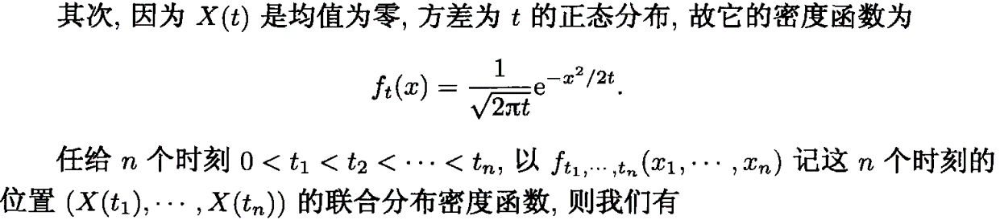 其次, 因为 $X(t)$ 是均值为零, 方差为 $t$ 的正态分布, 故它的密度函数为
$$f_t(x) = \frac{1}{\sqrt{2\pi t}} \mathrm{e}^{-x^2/2t}.$$
任给 $n$ 个时刻 $0 < t_1 < t_2 < \cdots < t_n$, 以 $f_{t_1,\cdots,t_n}(x_1, \cdots, x_n)$ 记这 $n$ 个时刻的
位置 $(X(t_1), \cdots, X(t_n))$ 的联合分布密度函数, 则我们有